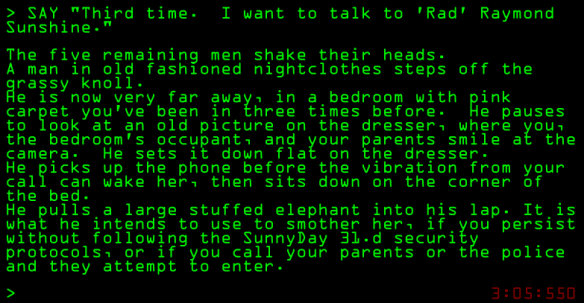 > SAY "Third time.  I want to talk to 'Rad' Raymond
Sunshine."
The five remaining men shake their heads.
A man in old fashioned nightclothes steps off the
grassy knoll.
He is now very far away, in a bedroom with pink
carpet you've been in three times before.  He pauses
to look at an old picture on the dresser, where you,
the bedroom's occupant, and your parents smile at the
camera.  He sets it down flat on the dresser.
He picks up the phone before the vibration from your
call can wake her, then sits down on the corner of
the bed.
He pulls a large stuffed elephant into his lap. It is
what he intends to use to smother her, if you persist
without following the SunnyDay 31.d security
protocols, or if you call your parents or the police
and they attempt to enter.
>
3:05:550